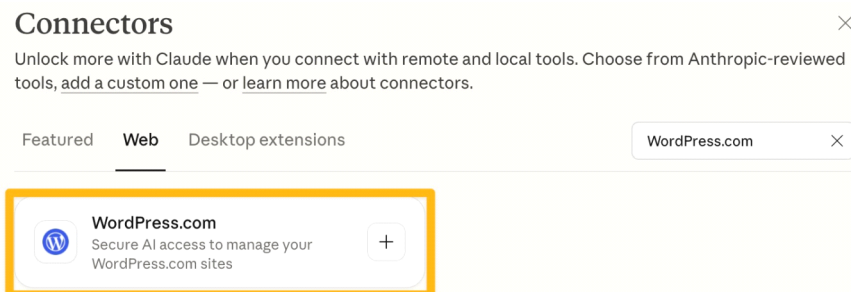 Connectors
Unlock more with Claude when you connect with remote and local tools. Choose from Anthropic-reviewed
tools, add a custom one — or learn more about connectors.
Featured Web Desktop extensions WordPress.com
WordPress.com
Secure AI access to manage your
WordPress.com sites